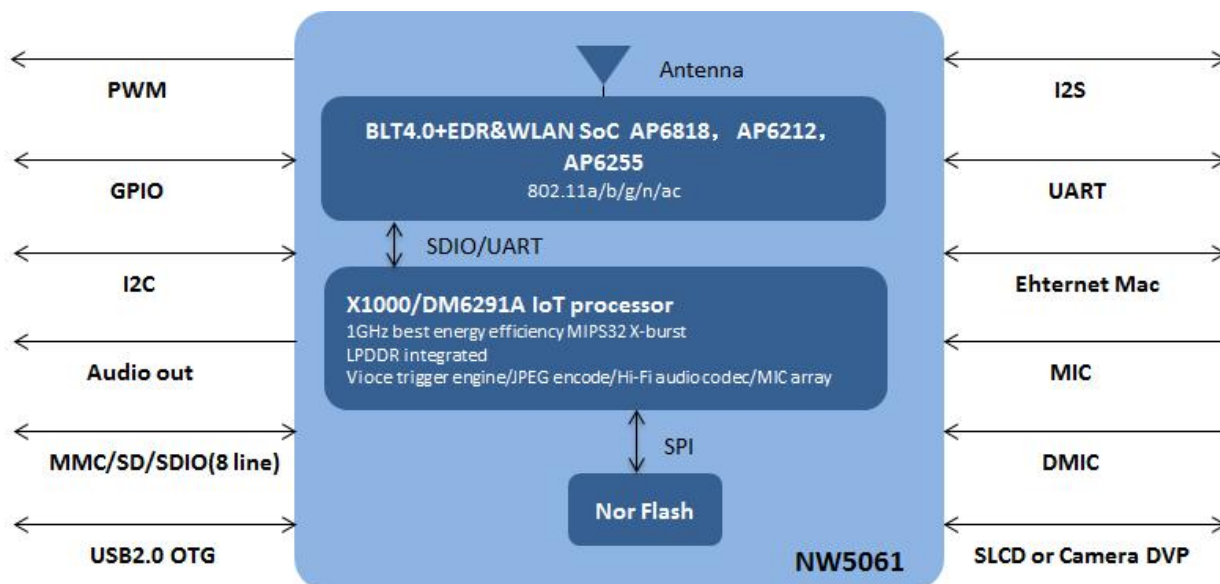 PWM
GPIO
I2C
Audio out
MMC/SD/SDIO(8 line)
USB2.0 OTG
Antenna
BLT4.0+EDR&WLAN SoC AP6818， AP6212，
AP6255
802.11a/b/g/n/ac
SDIO/UART
X1000/DM6291A IoT processor
1GHz best energy efficiency MIPS32 X-burst
LPDDR integrated
Vioce trigger engine/JPEG encode/Hi-Fi audio codec/MIC array
SPI
Nor Flash
NW5061
I2S
UART
Ehternet Mac
MIC
DMIC
SLCD or Camera DVP